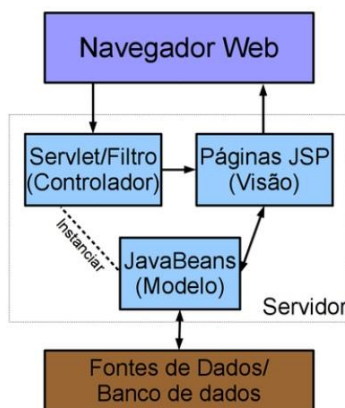 Navegador Web
Servlet/Filtro
(Controlador)
Páginas JSP
(Visão)
Instanciar
JavaBeans
(Modelo)
Servidor
Fontes de Dados/
Banco de dados